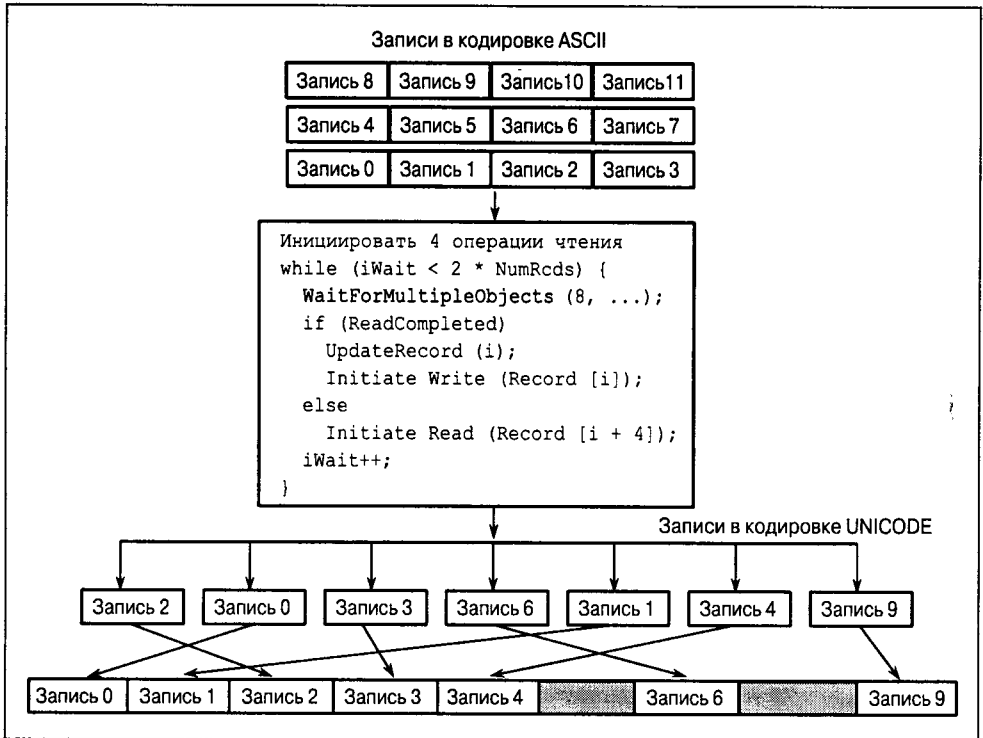 Записи в кодировке ASCII
Запись 8 Запись 9 Запись10 Запись11
Запись 4 Запись 5 Запись 6 Запись 7
Запись 0 Запись 1 Запись 2 Запись 3
Инициировать 4 операции чтения
while (iWait < 2 * NumRcds) {
WaitForMultipleObjects (8, ...);
if (ReadCompleted)
UpdateRecord (i);
Initiate Write (Record [i]);
else
Initiate Read (Record [i + 4]);
iWait++;
}
Записи в кодировке UNICODE
Запись 2 Запись 0 Запись 3 Запись 6 Запись 1 Запись 4 Запись 9
Запись 0 Запись 1 Запись 2 Запись 3 Запись 4 Запись 6 Запись 9